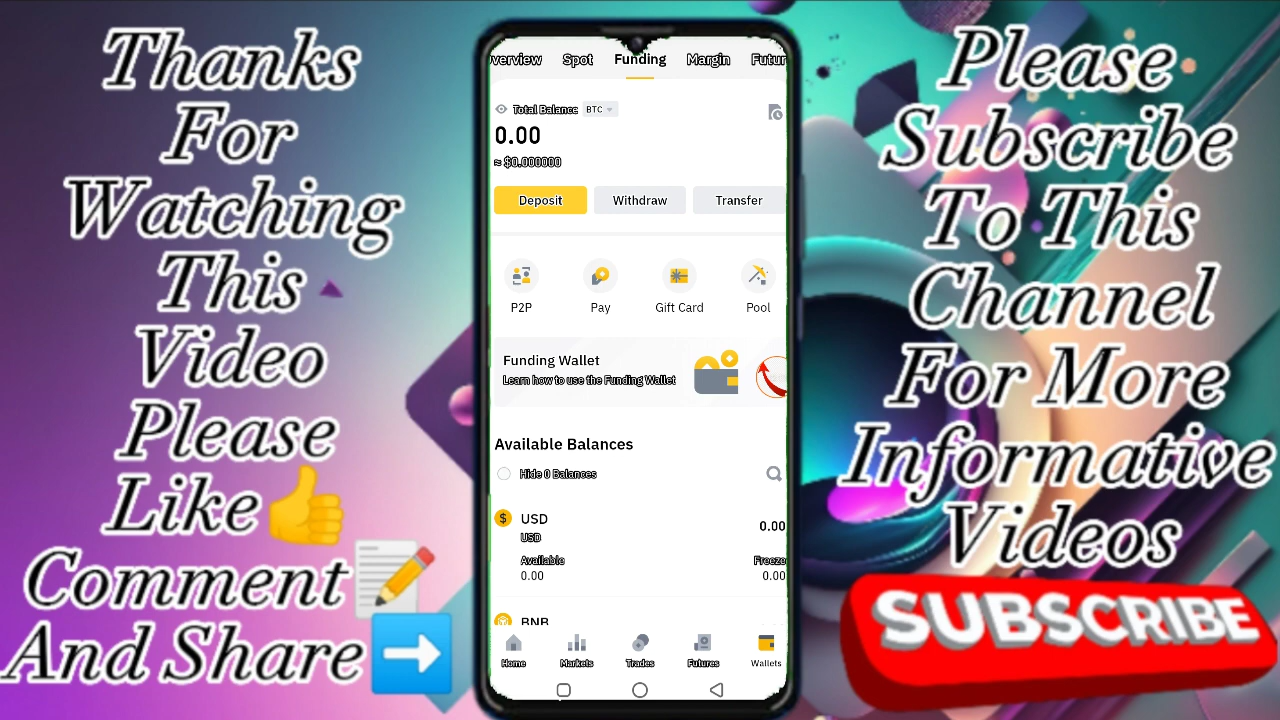 Thanks
For
Watching
This
Video
Please
Like
Comment
And Share
verview Spot Funding Margin Futur
Total Balance BTC
0.00
≈ $0.000000
Deposit Withdraw Transfer
P2P Pay Gift Card Pool
Funding Wallet
Learn how to use the Funding Wallet
Available Balances
Hide 0 Balances
$ USD 0.00
USD
Available Freeze
0.00 0.00
BNB
Home Markets Trades Futures Wallets
Please
Subscribe
To This
Channel
For More
Informative
Videos
SUBSCRIBE